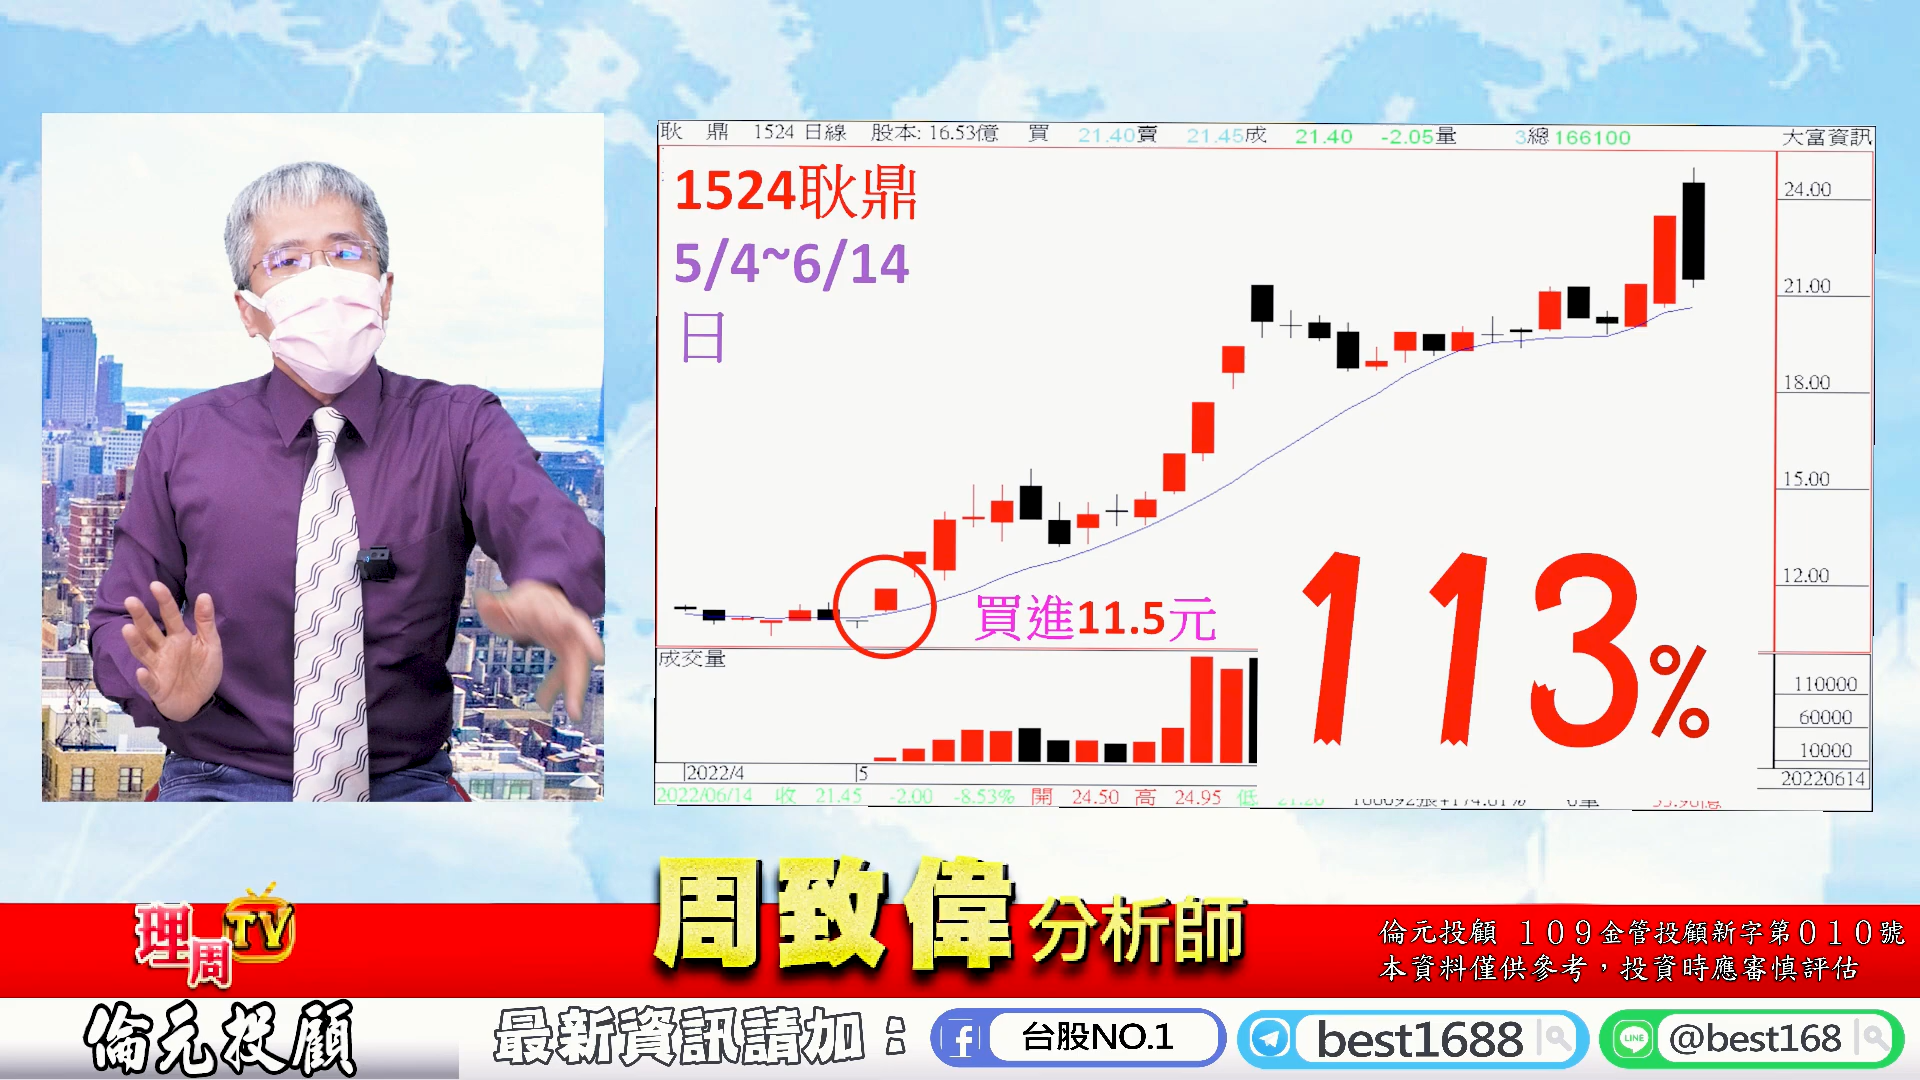 耿 鼎 1524 日線 股本: 16.53億 買 21.40賣 21.45成 21.40 -2.05量 3總166100 大富資訊
1524耿鼎
5/4~6/14
日
24.00
21.00
18.00
15.00
12.00
買進11.5元
113%
成交量
110000
60000
10000
2022/4 5 20220614
2022/06/14 收 21.45 -2.00 -8.53% 開 24.50 高 24.95 低
周致偉分析師
理周TV
倫元投顧 109金管投顧新字第010號
本資料僅供參考，投資時應審慎評估
倫元投顧
最新資訊請加：
台股NO.1
best1688
LINE
@best168